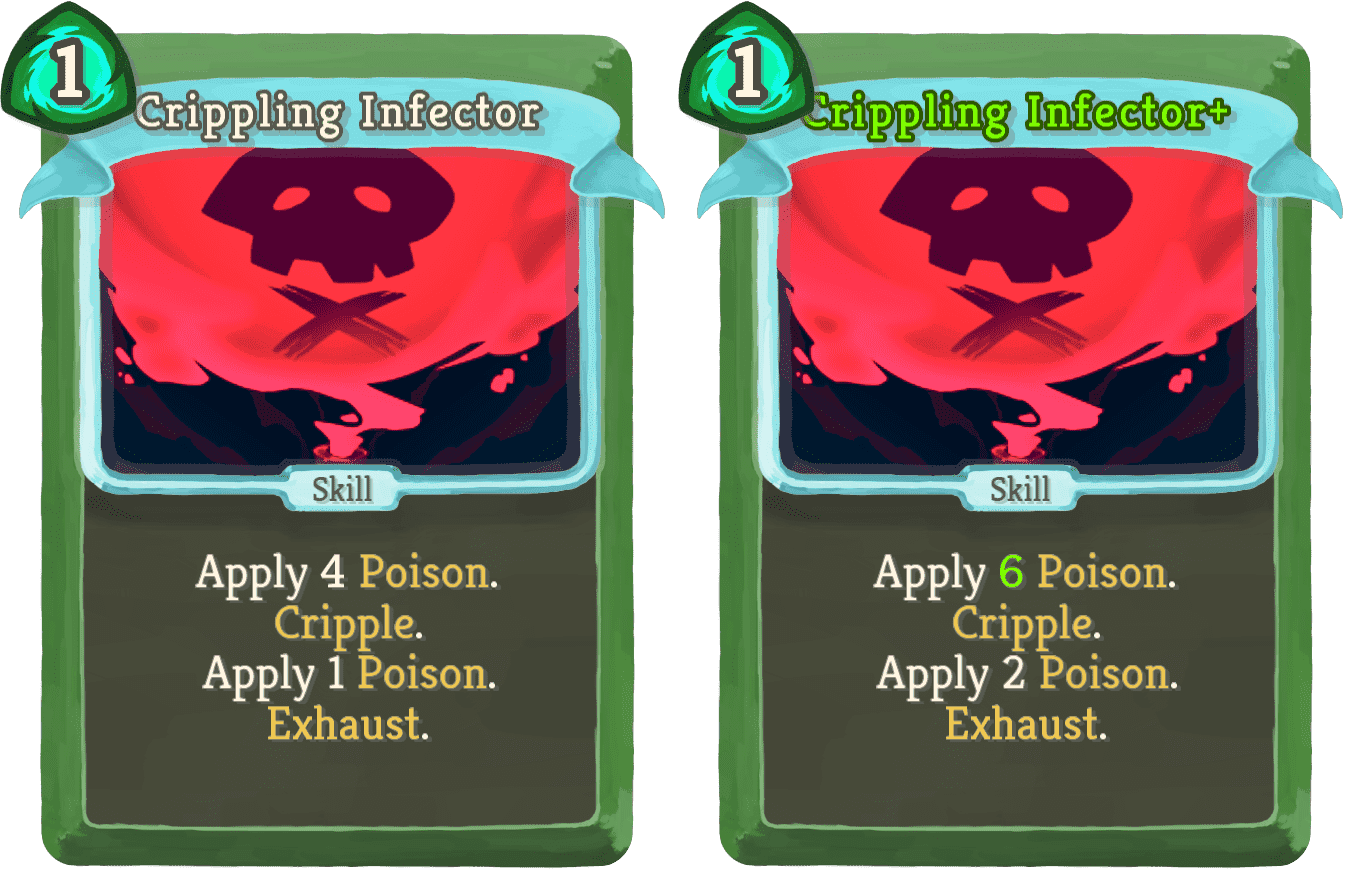 1
Crippling Infector
Skill
Apply 4 Poison.
Cripple.
Apply 1 Poison.
Exhaust.
1
Crippling Infector+
Skill
Apply 6 Poison.
Cripple.
Apply 2 Poison.
Exhaust.